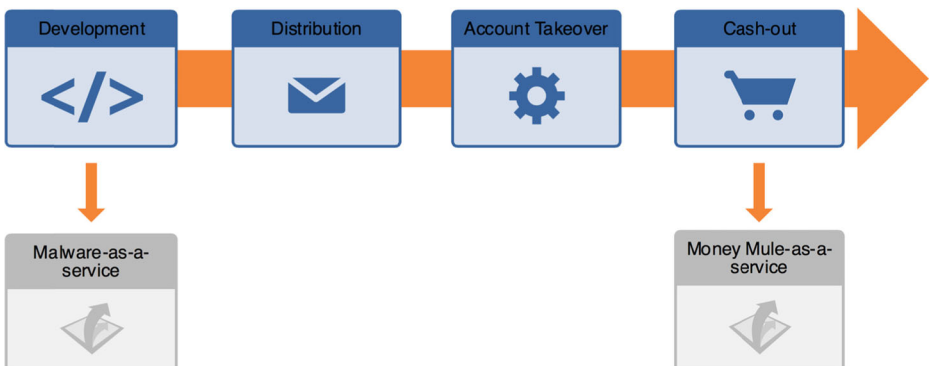 Development
Distribution
Account Takeover
Cash-out
Malware-as-a-
service
Money Mule-as-a-
service